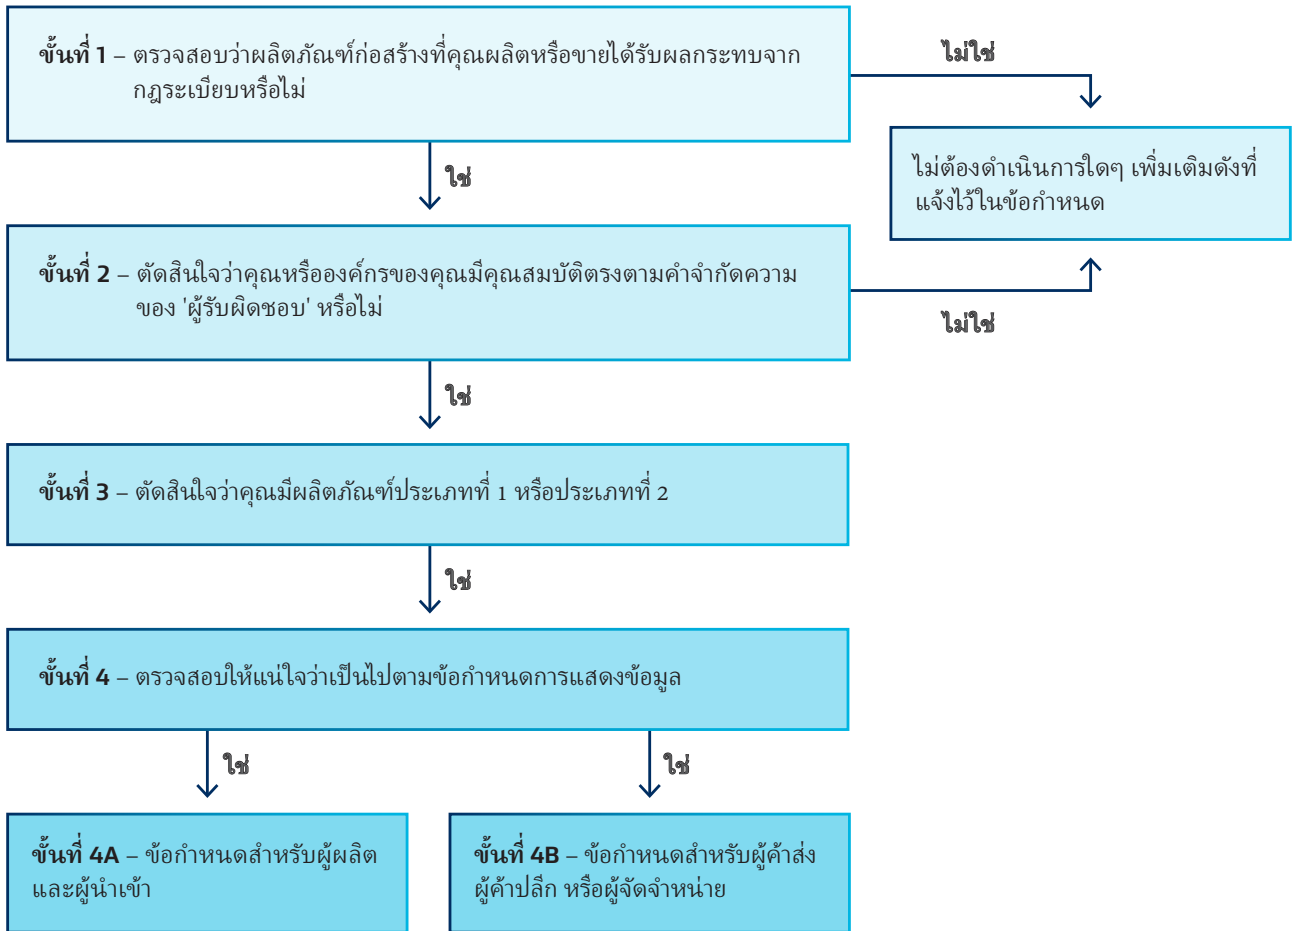 ขั้นที่ 1 – ตรวจสอบว่าผลิตภัณฑ์ก่อสร้างที่คุณผลิตหรือขายได้รับผลกระทบจาก
กฎระเบียบหรือไม่
ไม่ใช่
ไม่ต้องดำเนินการใดๆ เพิ่มเติมดังที่
แจ้งไว้ในข้อกำหนด
ใช่
ขั้นที่ 2 – ตัดสินใจว่าคุณหรือองค์กรของคุณมีคุณสมบัติตรงตามคำจำกัดความ
ของ 'ผู้รับผิดชอบ' หรือไม่
ไม่ใช่
ใช่
ขั้นที่ 3 – ตัดสินใจว่าคุณมีผลิตภัณฑ์ประเภทที่ 1 หรือประเภทที่ 2
ใช่
ขั้นที่ 4 – ตรวจสอบให้แน่ใจว่าเป็นไปตามข้อกำหนดการแสดงข้อมูล
ใช่
ใช่
ขั้นที่ 4A – ข้อกำหนดสำหรับผู้ผลิต
และผู้นำเข้า
ขั้นที่ 4B – ข้อกำหนดสำหรับผู้ค้าส่ง
ผู้ค้าปลีก หรือผู้จัดจำหน่าย